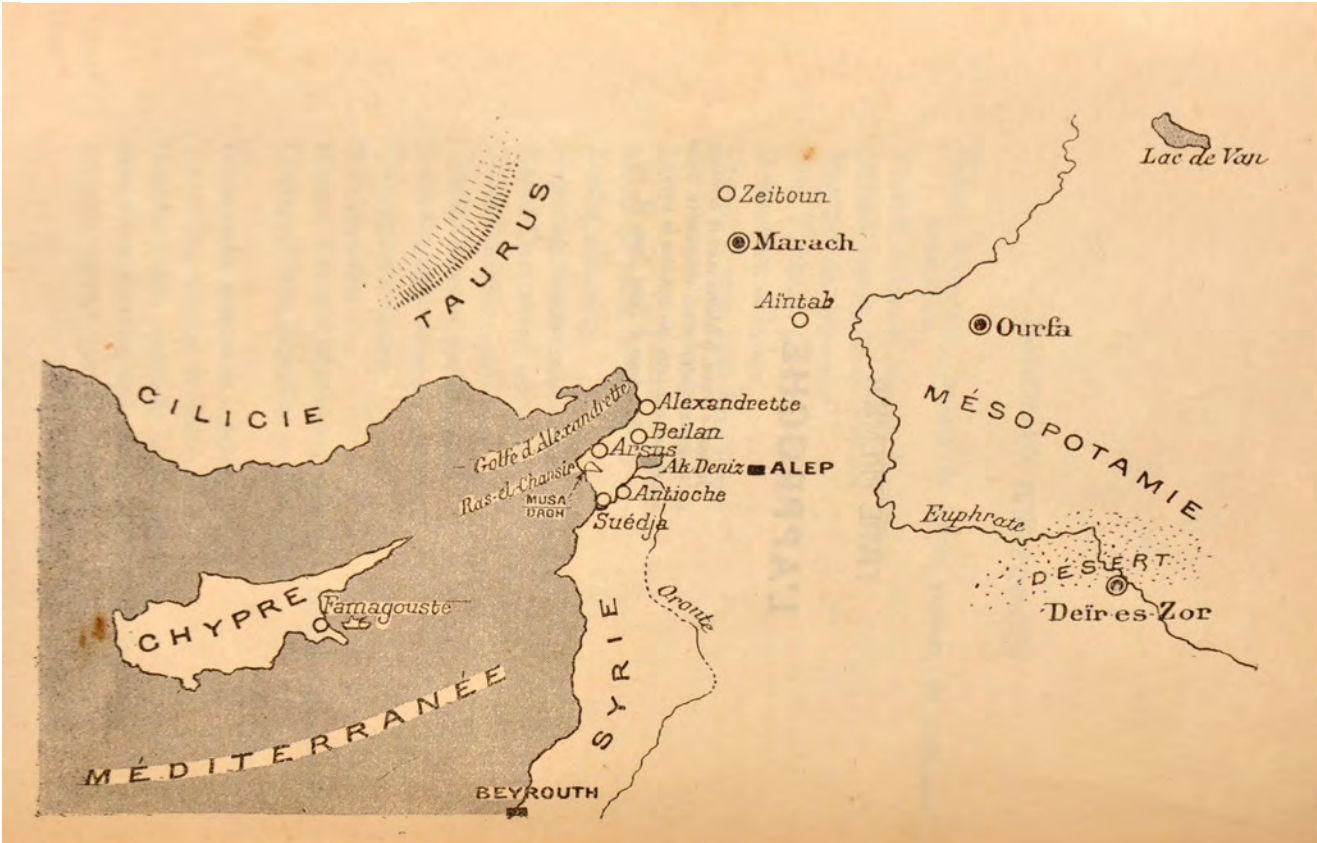 Lac de Van
TAURUS
Zeitoun
Marach
Aïntab
Ourfa
CILICIE
MÉSOPOTAMIE
Golfe d'Alexandrette
Alexandrette
Beilan
Arsus
Ras-el-Chansir
Ak Deniz
ALEP
MUSA
DAGH
Antioche
Suédja
Euphrate
DÉSERT
Deïr-es-Zor
CHYPRE
Famagouste
Oronte
SYRIE
MÉDITERRANÉE
BEYROUTH